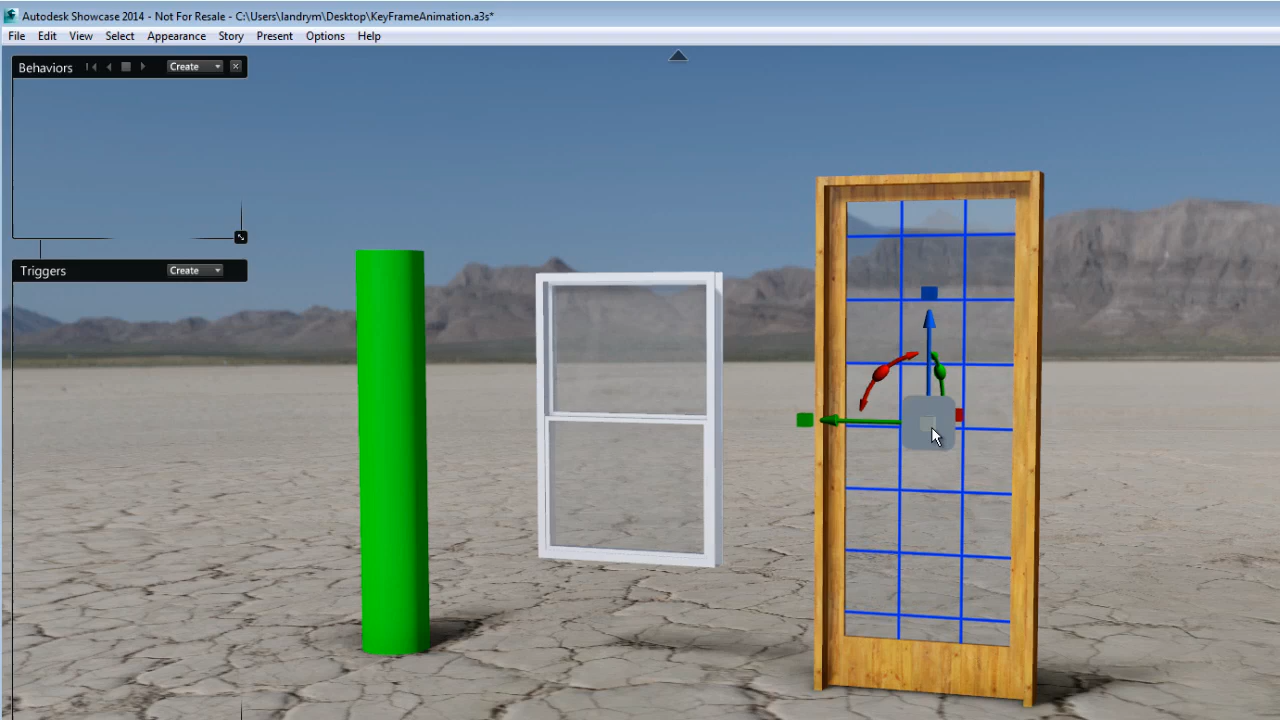 Autodesk Showcase 2014 - Not For Resale - C:\Users\landrym\Desktop\KeyFrameAnimation.a3s*
File Edit View Select Appearance Story Present Options Help
Behaviors Create
Triggers Create